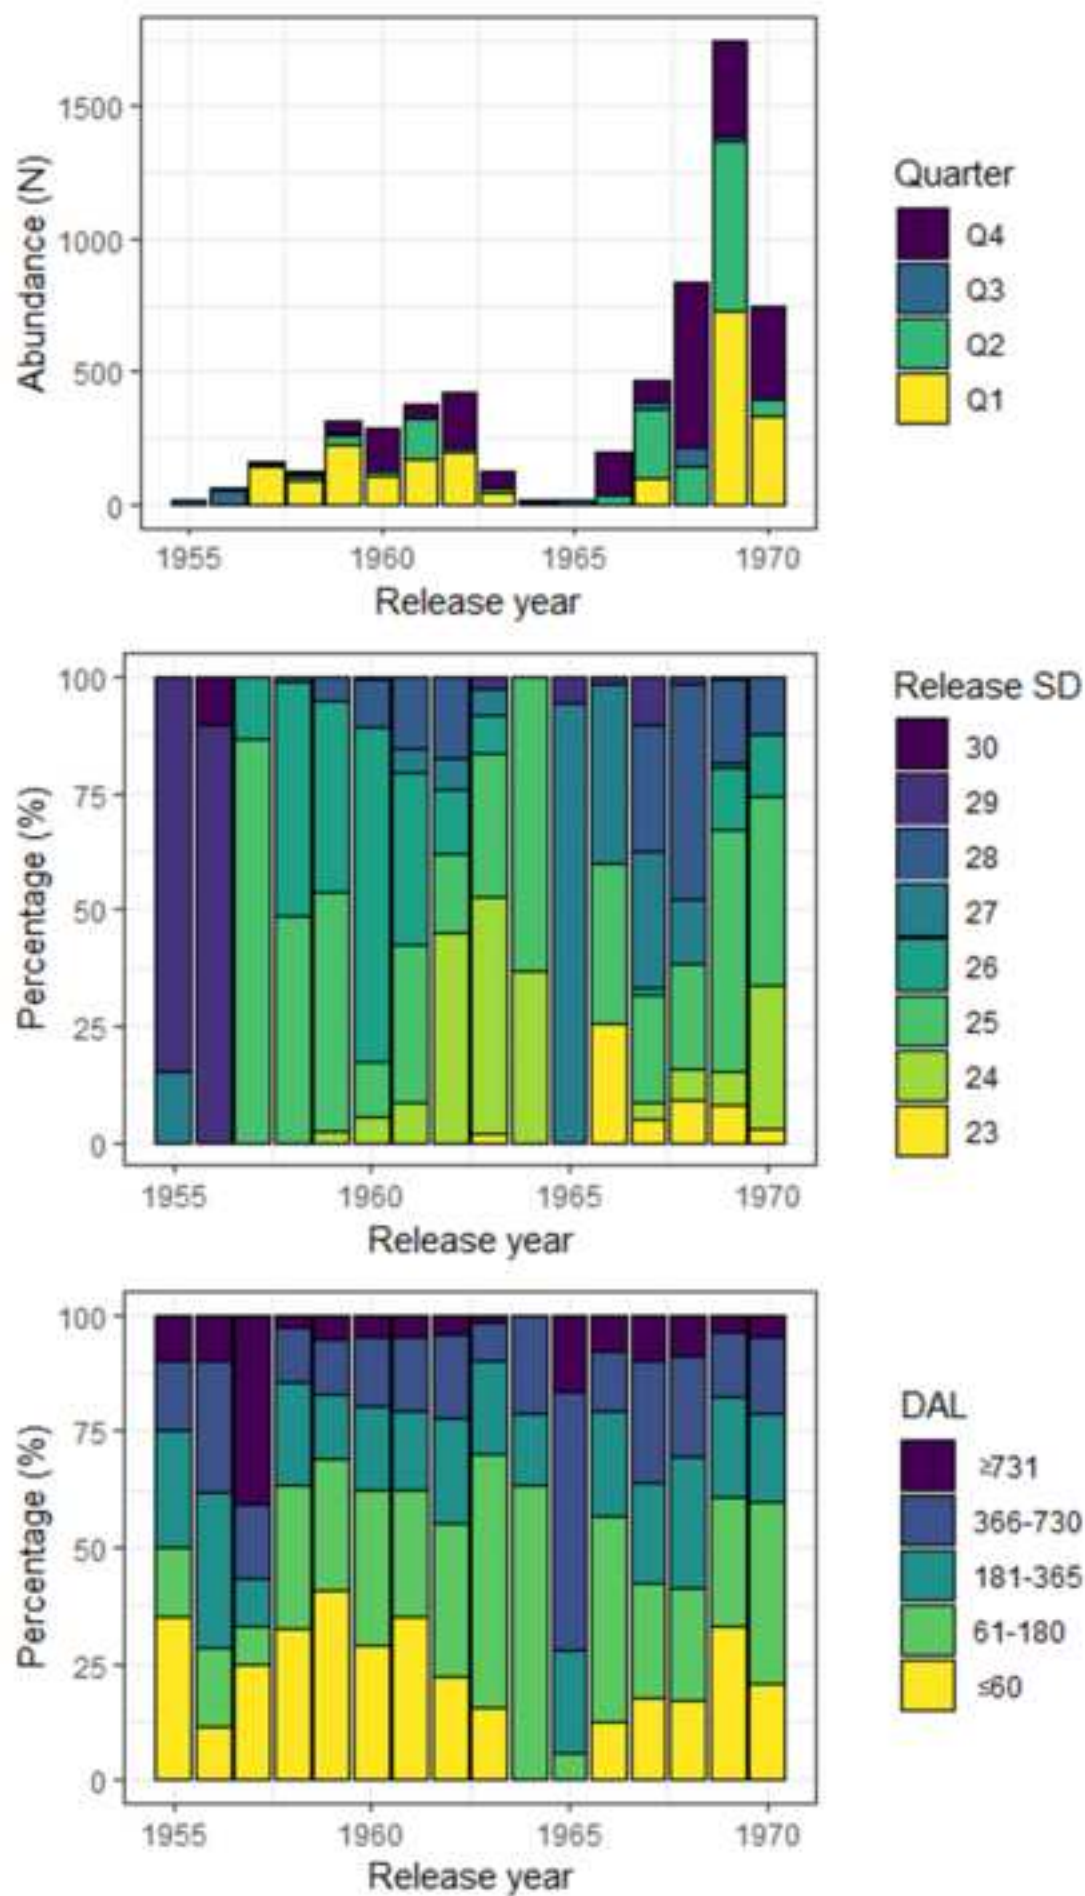 Abundance (N)
1500
1000
500
0
1955 1960 1965 1970
Release year
Quarter
Q4
Q3
Q2
Q1
Percentage (%)
100
75
50
25
0
1955 1960 1965 1970
Release year
Release SD
30
29
28
27
26
25
24
23
Percentage (%)
100
75
50
25
0
1955 1960 1965 1970
Release year
DAL
≥731
366-730
181-365
61-180
≤60